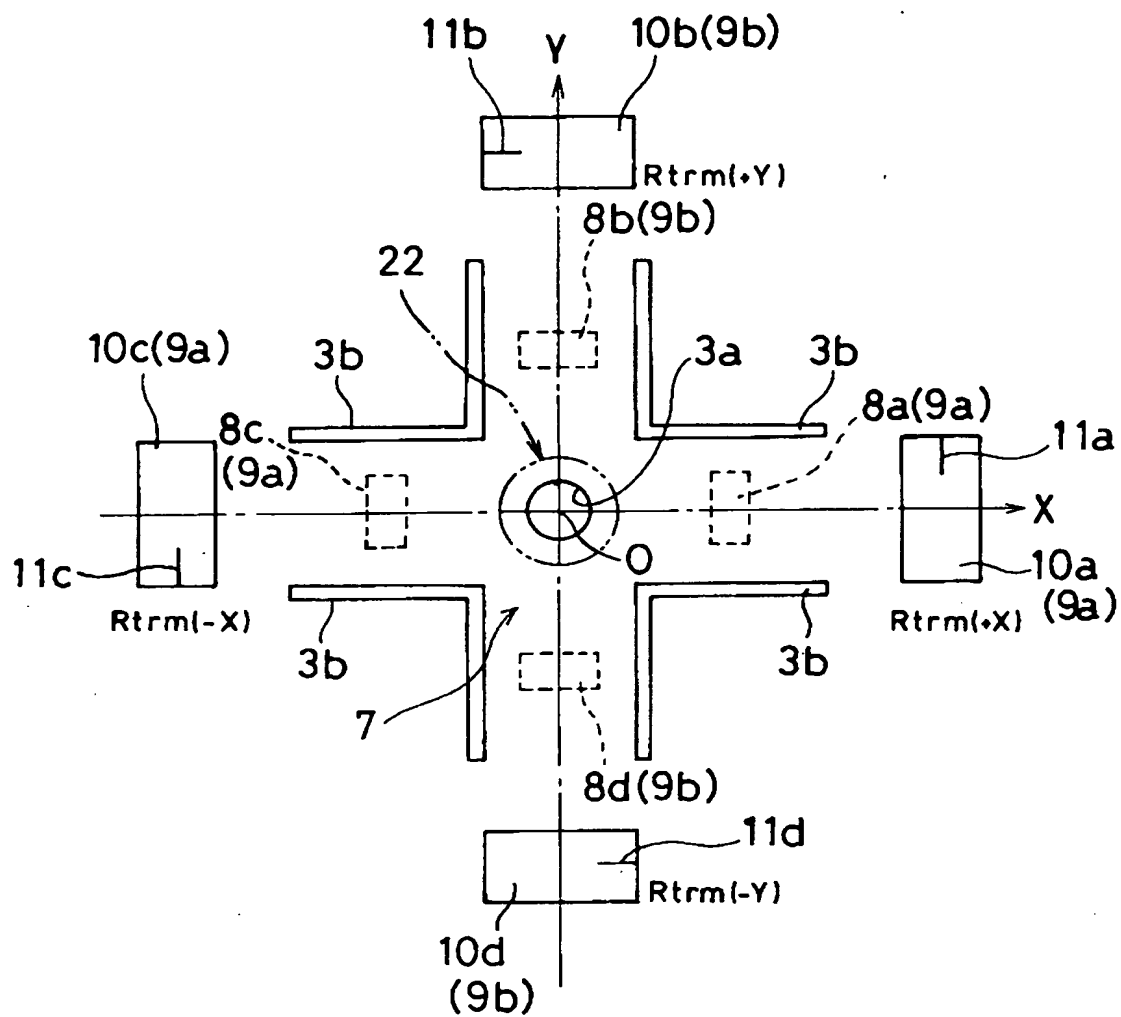 11b
Y
10b(9b)
Rtrm(+Y)
8b(9b)
22
10c(9a)
3b
3a
3b
8c
(9a)
8a(9a)
11a
X
11c
O
10a
(9a)
Rtrm(-X)
Rtrm(+X)
3b
3b
7
8d(9b)
11d
Rtrm(-Y)
10d
(9b)